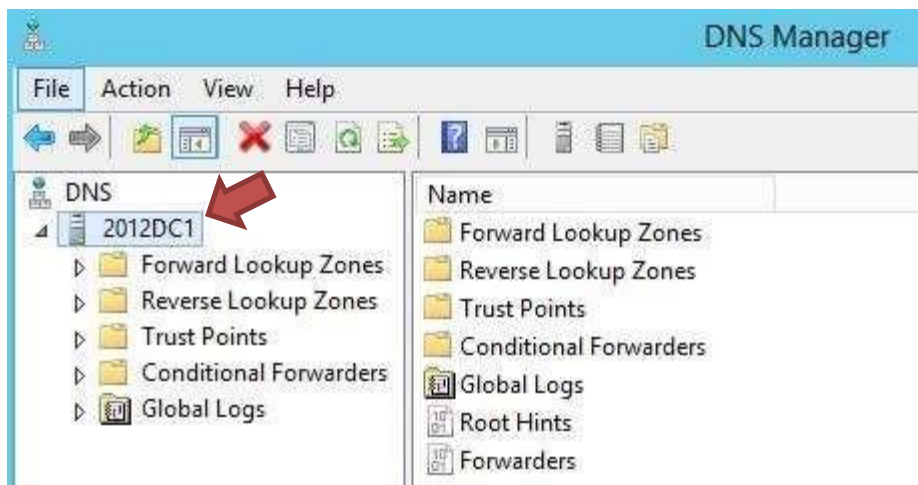 DNS Manager
File Action View Help
DNS
2012DC1
Forward Lookup Zones
Reverse Lookup Zones
Trust Points
Conditional Forwarders
Global Logs
Name
Forward Lookup Zones
Reverse Lookup Zones
Trust Points
Conditional Forwarders
Global Logs
Root Hints
Forwarders